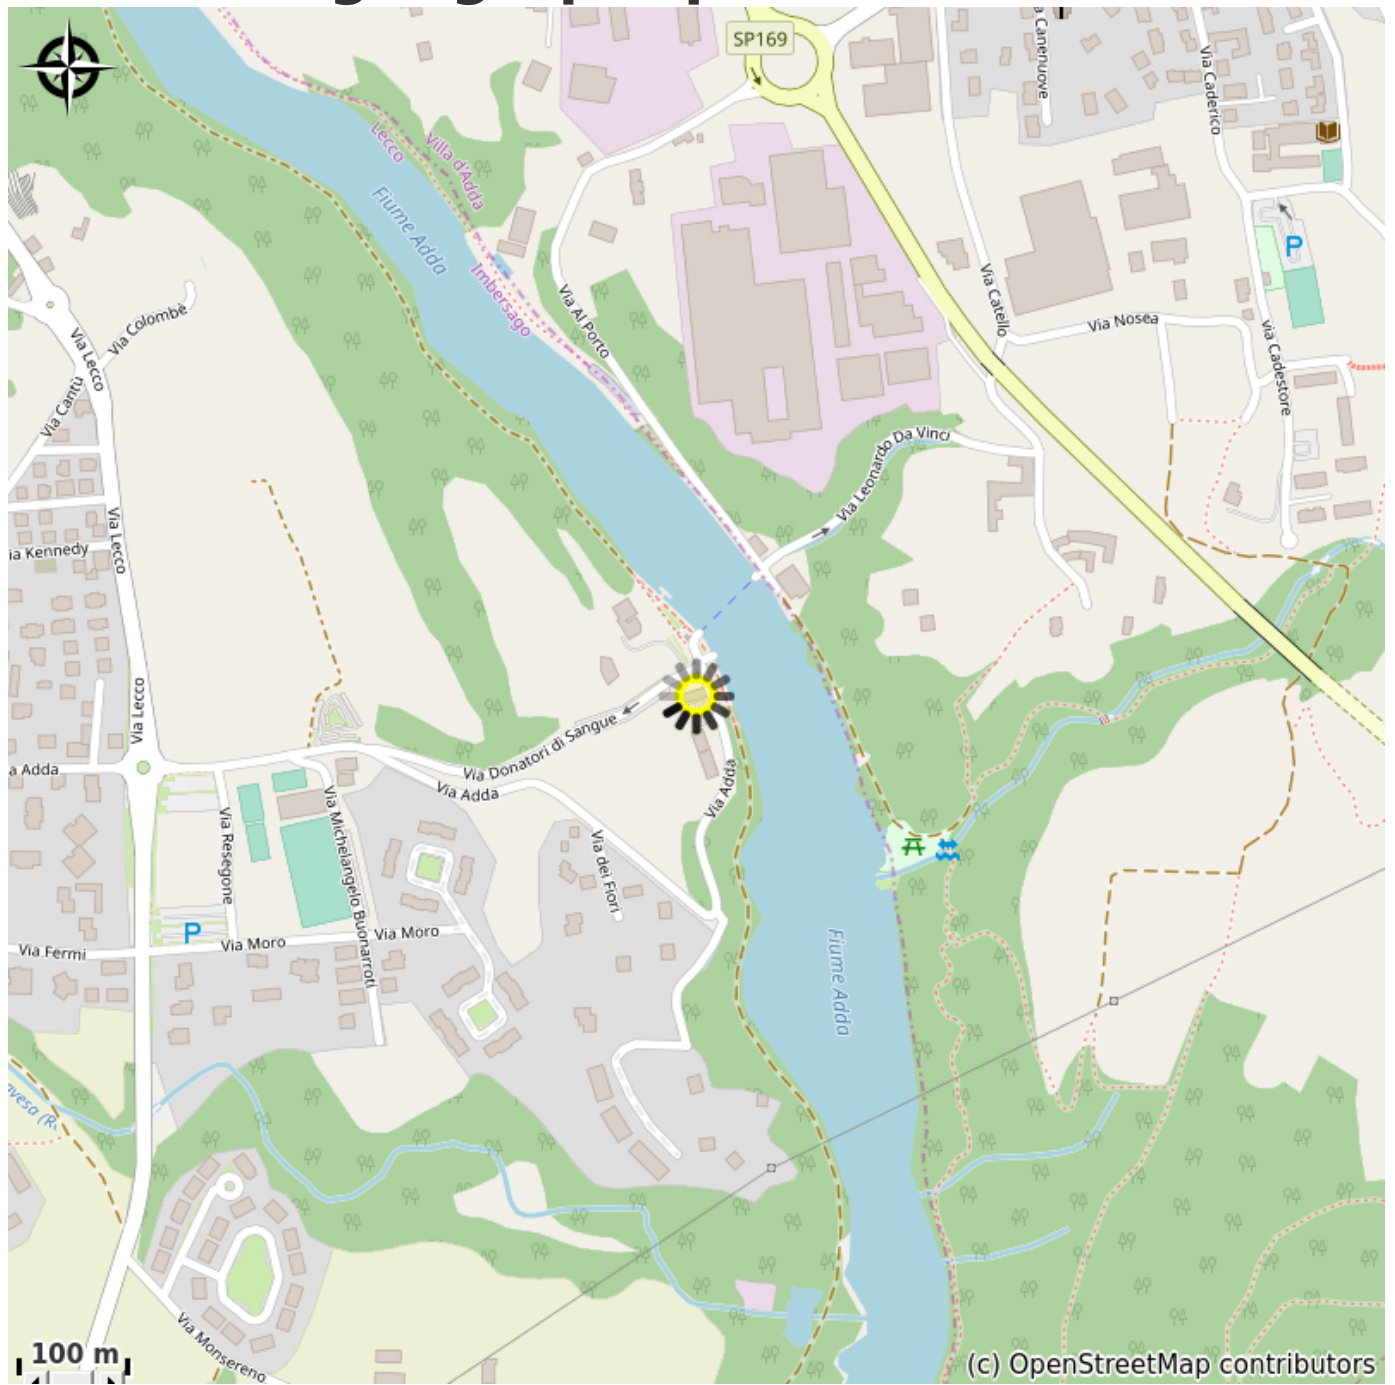 SP169
Via Canenuove
Via Caderico
Lecco
Villa d'Adda
Fiume Adda
Imbersago
P
Via Al Porto
Via Catello
Via Nosea
Via Colombè
Via Lecco
via Cadestore
Via Cantù
Via Leonardo Da Vinci
Via Lecco
ia Kennedy
Via Lecco
Via Donatori di Sangue
a Adda
Via Adda
Via Adda
Via Resegone
Via Michelangelo Buonarroti
Via dei Fiori
P
Via Moro
Via Moro
Via Fermi
Fiume Adda
avesa (R.
Via Monsereno
100 m
(c) OpenStreetMap contributors